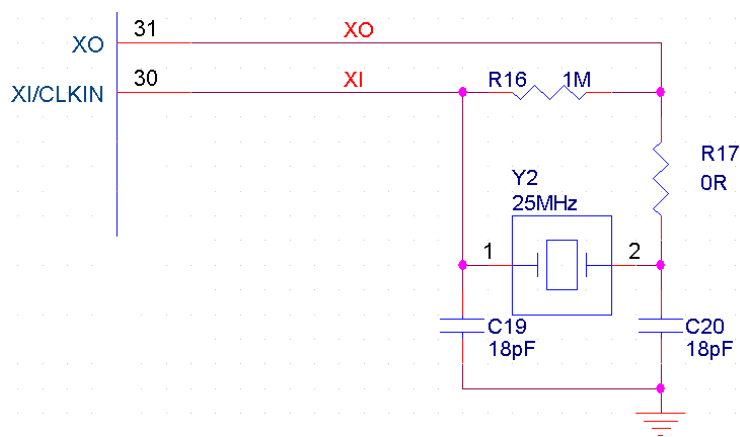 XO 31 XO
XI/CLKIN 30 XI R16 1M
R17
0R
Y2
25MHz
1 2
C19 C20
18pF 18pF